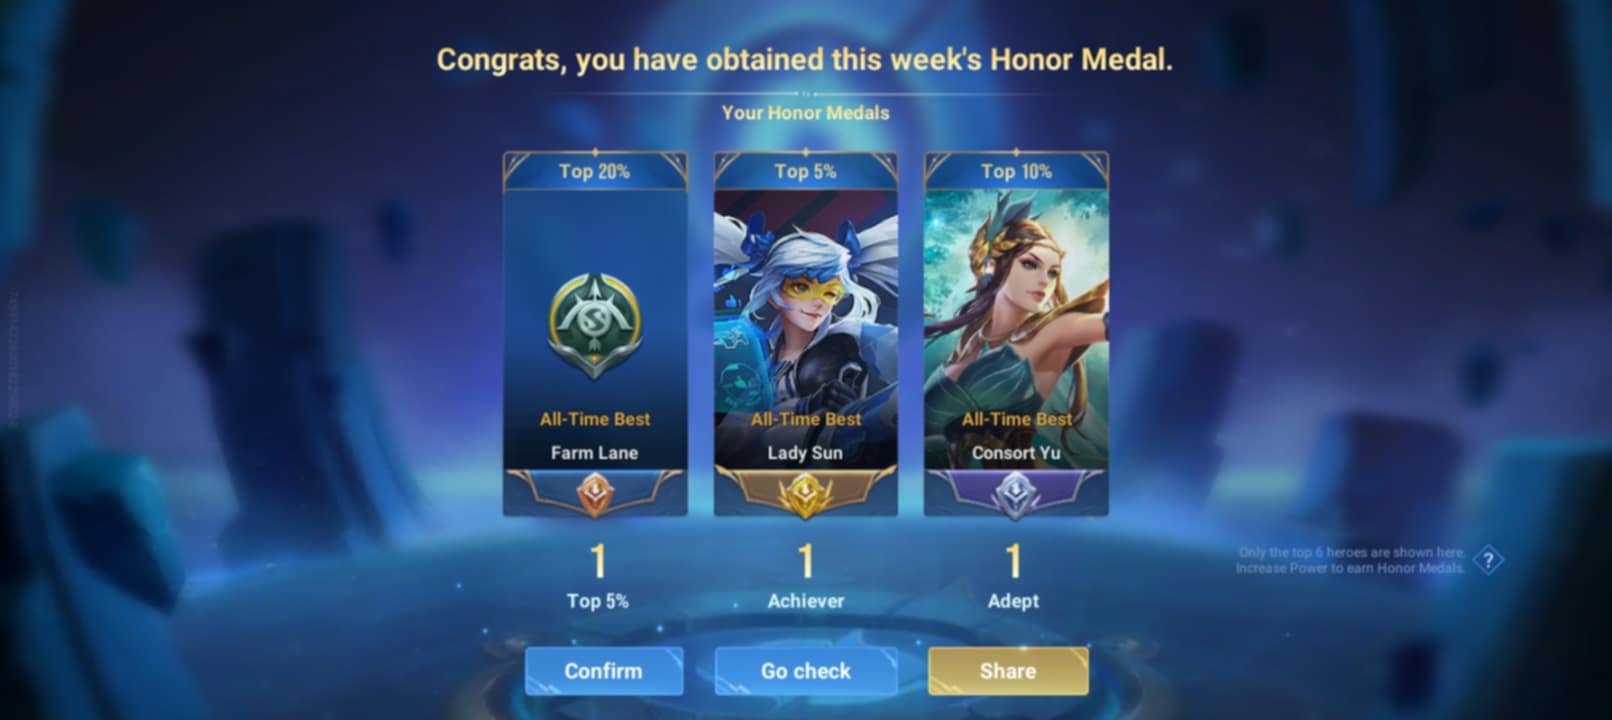 Congrats, you have obtained this week's Honor Medal.
Your Honor Medals
Top 20%
Top 5%
Top 10%
All-Time Best
Farm Lane
All-Time Best
Lady Sun
All-Time Best
Consort Yu
1
Top 5%
1
Achiever
1
Adept
Only the top 6 heroes are shown here.
Increase Power to earn Honor Medals.
?
Confirm
Go check
Share